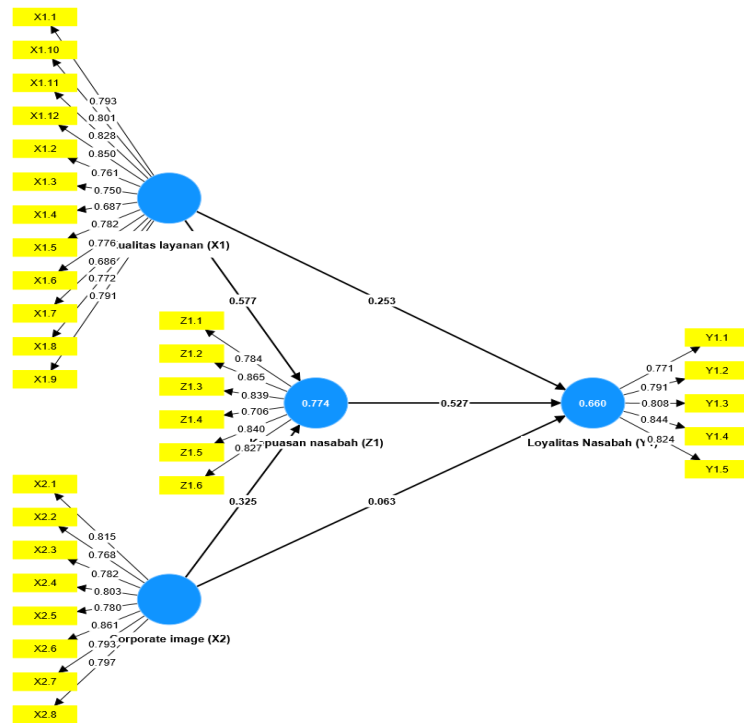 X1.1
X1.10
X1.11
X1.12
X1.2
X1.3
X1.4
X1.5
X1.6
X1.7
X1.8
X1.9
0.793
0.801
0.828
0.850
0.761
0.750
0.687
0.782
0.776
0.686
0.772
0.791
ualitas layanan (X1)
0.577
0.253
Z1.1
Z1.2
Z1.3
Z1.4
Z1.5
Z1.6
0.784
0.865
0.839
0.706
0.840
0.827
0.774
puasan nasabah (Z1)
0.527
0.660
Loyalitas Nasabah
0.771
0.791
0.808
0.844
0.824
Y1.1
Y1.2
Y1.3
Y1.4
Y1.5
0.325
0.063
X2.1
X2.2
X2.3
X2.4
X2.5
X2.6
X2.7
X2.8
0.815
0.768
0.782
0.803
0.780
0.861
0.793
0.797
Corporate image (X2)